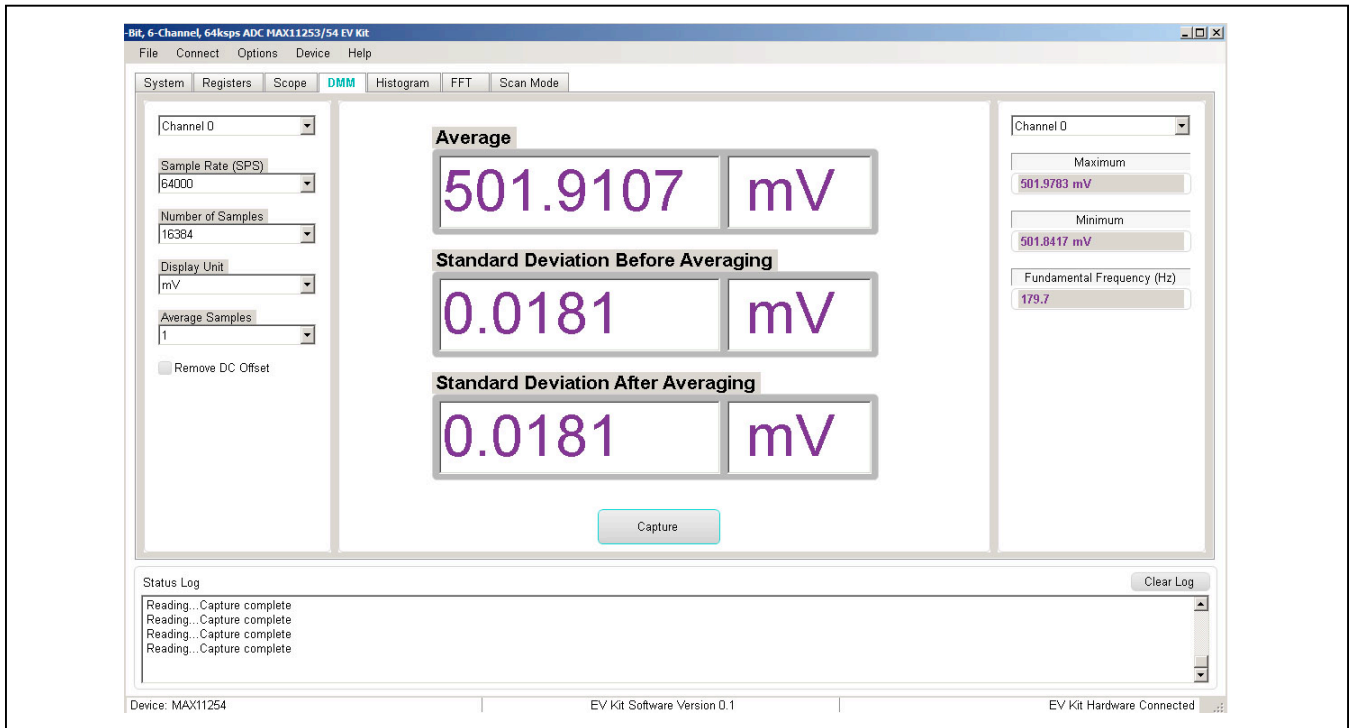 -Bit, 6-Channel, 64ksps ADC MAX11253/54 EV Kit
File Connect Options Device Help
System Registers Scope DMM Histogram FFT Scan Mode
Channel 0
Sample Rate (SPS)
64000
Number of Samples
16384
Display Unit
mV
Average Samples
1
Remove DC Offset
Average
501.9107 mV
Standard Deviation Before Averaging
0.0181 mV
Standard Deviation After Averaging
0.0181 mV
Capture
Channel 0
Maximum
501.9783 mV
Minimum
501.8417 mV
Fundamental Frequency (Hz)
179.7
Status Log
Clear Log
Reading...Capture complete
Reading...Capture complete
Reading...Capture complete
Reading...Capture complete
Device: MAX11254
EV Kit Software Version 0.1
EV Kit Hardware Connected